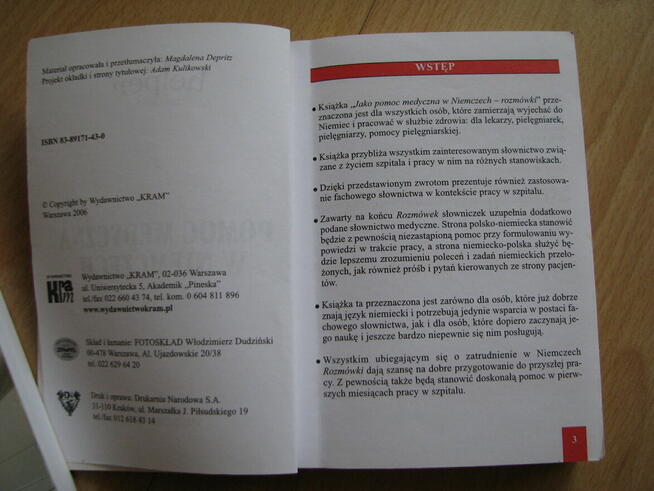 Materiał opracowała i przetłumaczyła: Magdalena Depritz
Projekt okładki i strony tytułowej: Adam Kulikowski
ISBN 83-89171-43-0
© Copyright by Wydawnictwo „KRAM”
Warszawa 2006
WYDAWNICTWO
Kram
Wydawnictwo „KRAM”, 02-036 Warszawa
ul. Uniwersytecka 5, Akademik „Pineska”
tel./fax 022 660 43 74, tel. kom. 0 604 811 896
www.wydawnictwokram.pl
Skład i łamanie: FOTOSKŁAD Włodzimierz Dudziński
00-478 Warszawa, Al. Ujazdowskie 20/38
tel. 022 629 64 20
Druk i oprawa: Drukarnia Narodowa S.A.
31-110 Kraków, ul. Marszałka J. Piłsudskiego 19
tel./fax 012 618 43 14
WSTĘP
• Książka „Jako pomoc medyczna w Niemczech – rozmówki” prze-
znaczona jest dla wszystkich osób, które zamierzają wyjechać do
Niemiec i pracować w służbie zdrowia: dla lekarzy, pielęgniarek,
pielęgniarzy, pomocy pielęgniarskiej.
• Książka przybliża wszystkim zainteresowanym słownictwo zwią-
zane z życiem szpitala i pracy w nim na różnych stanowiskach.
• Dzięki przedstawionym zwrotom prezentuje również zastosowa-
nie fachowego słownictwa w kontekście pracy w szpitalu.
• Zawarty na końcu Rozmówek słowniczek uzupełnia dodatkowo
podane słownictwo medyczne. Strona polsko-niemiecka stanowić
będzie z pewnością niezastąpioną pomoc przy formułowaniu wy-
powiedzi w trakcie pracy, a strona niemiecko-polska służyć bę-
dzie lepszemu zrozumieniu poleceń i zadań niemieckich przeło-
żonych, jak również próśb i pytań kierowanych ze strony pacjen-
tów.
• Książka ta przeznaczona jest zarówno dla osób, które już dobrze
znają język niemiecki i potrzebują jedynie wsparcia w postaci fa-
chowego słownictwa, jak i dla osób, które dopiero zaczynają je-
go naukę i jeszcze bardzo niepewnie się nim posługują.
• Wszystkim ubiegającym się o zatrudnienie w Niemczech
Rozmówki dają szansę na dobre przygotowanie do przyszłej pra-
cy. Z pewnością także będą stanowić doskonałą pomoc w pierw-
szych miesiącach pracy w szpitalu.
3